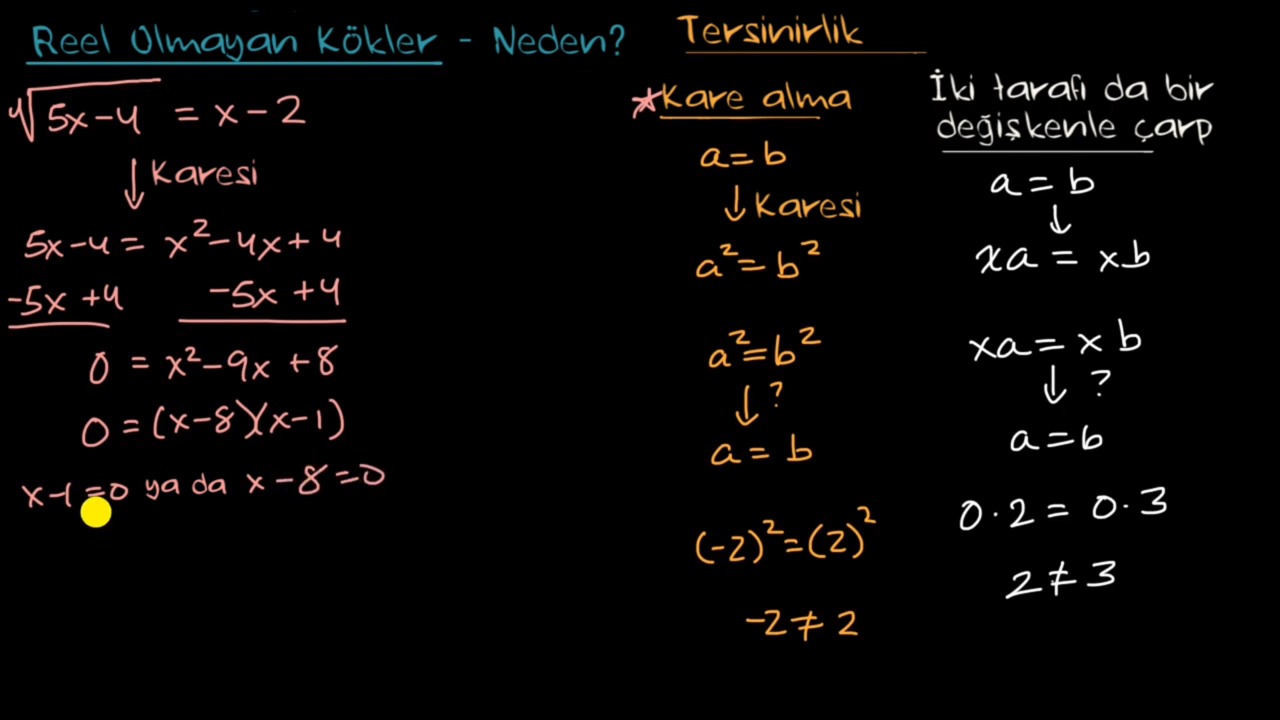 Reel Olmayan Kökler - Neden?
√5x-4 = x-2
↓ Karesi
5x-4 = x²-4x+4
-5x +4 -5x +4
0 = x²-9x+8
0 = (x-8)(x-1)
x-1=0 ya da x-8=0
Tersinirlik
*Kare alma
a=b
↓ Karesi
a²=b²
a²=b²
↓ ?
a=b
(-2)²=(2)²
-2≠2
İki tarafı da bir
değişkenle çarp
a=b
↓
xa = xb
xa = xb
↓ ?
a=b
0·2 = 0·3
2≠3